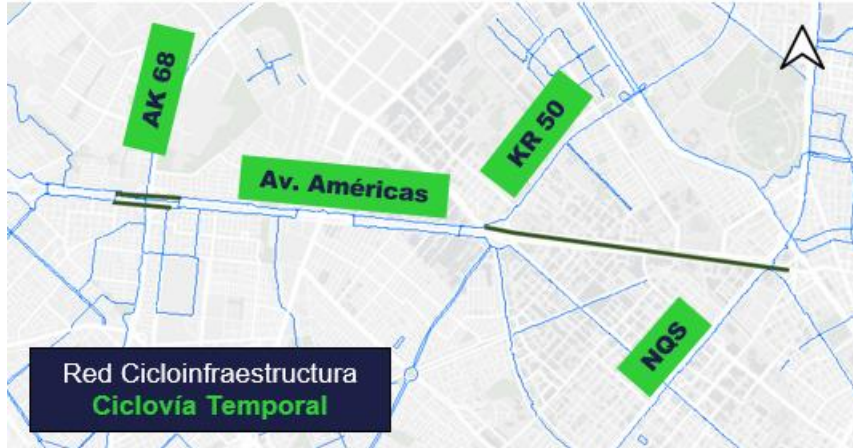 AK 68
KR 50
Av. Américas
NQS
Red Cicloinfraestructura
Ciclovía Temporal